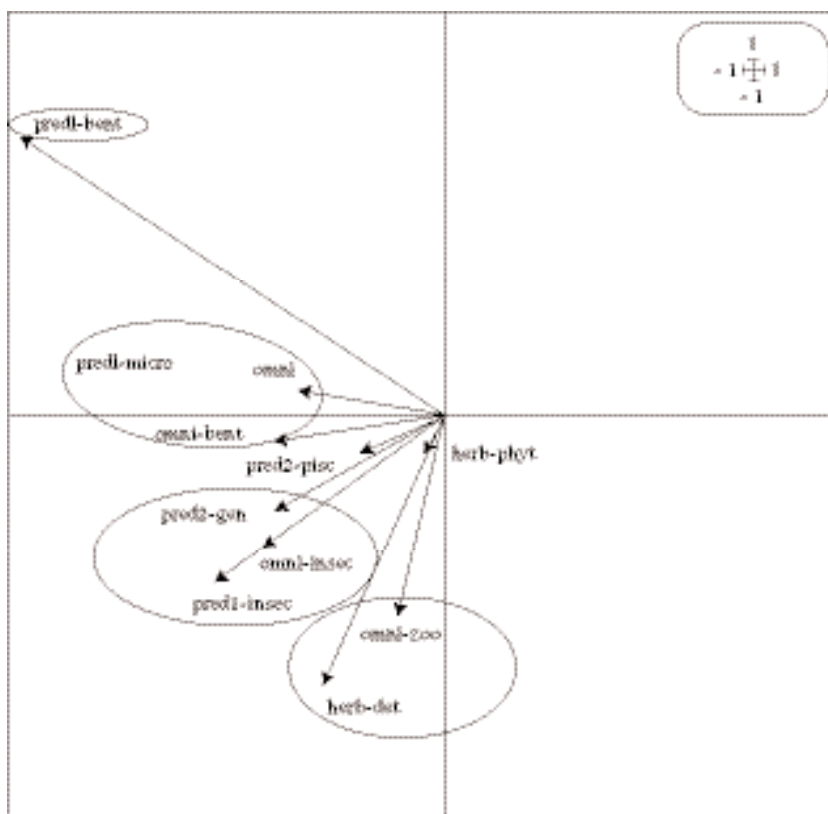 1
-1 1
-1
pred1-bent
pred1-micro
omni
omni-bent
pred2-pisc
herb-phyt
pred2-gen
omni-insec
pred1-insec
omni-zoo
herb-det